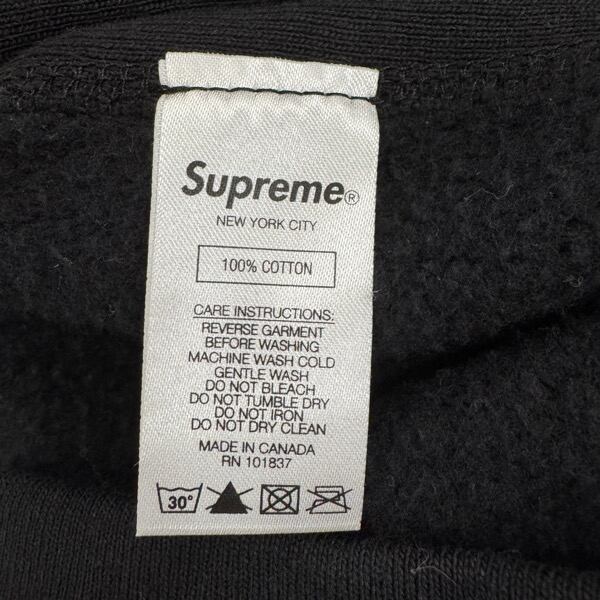 Supreme®
NEW YORK CITY
100% COTTON
CARE INSTRUCTIONS:
REVERSE GARMENT
BEFORE WASHING
MACHINE WASH COLD
GENTLE WASH
DO NOT BLEACH
DO NOT TUMBLE DRY
DO NOT IRON
DO NOT DRY CLEAN
MADE IN CANADA
RN 101837
30°